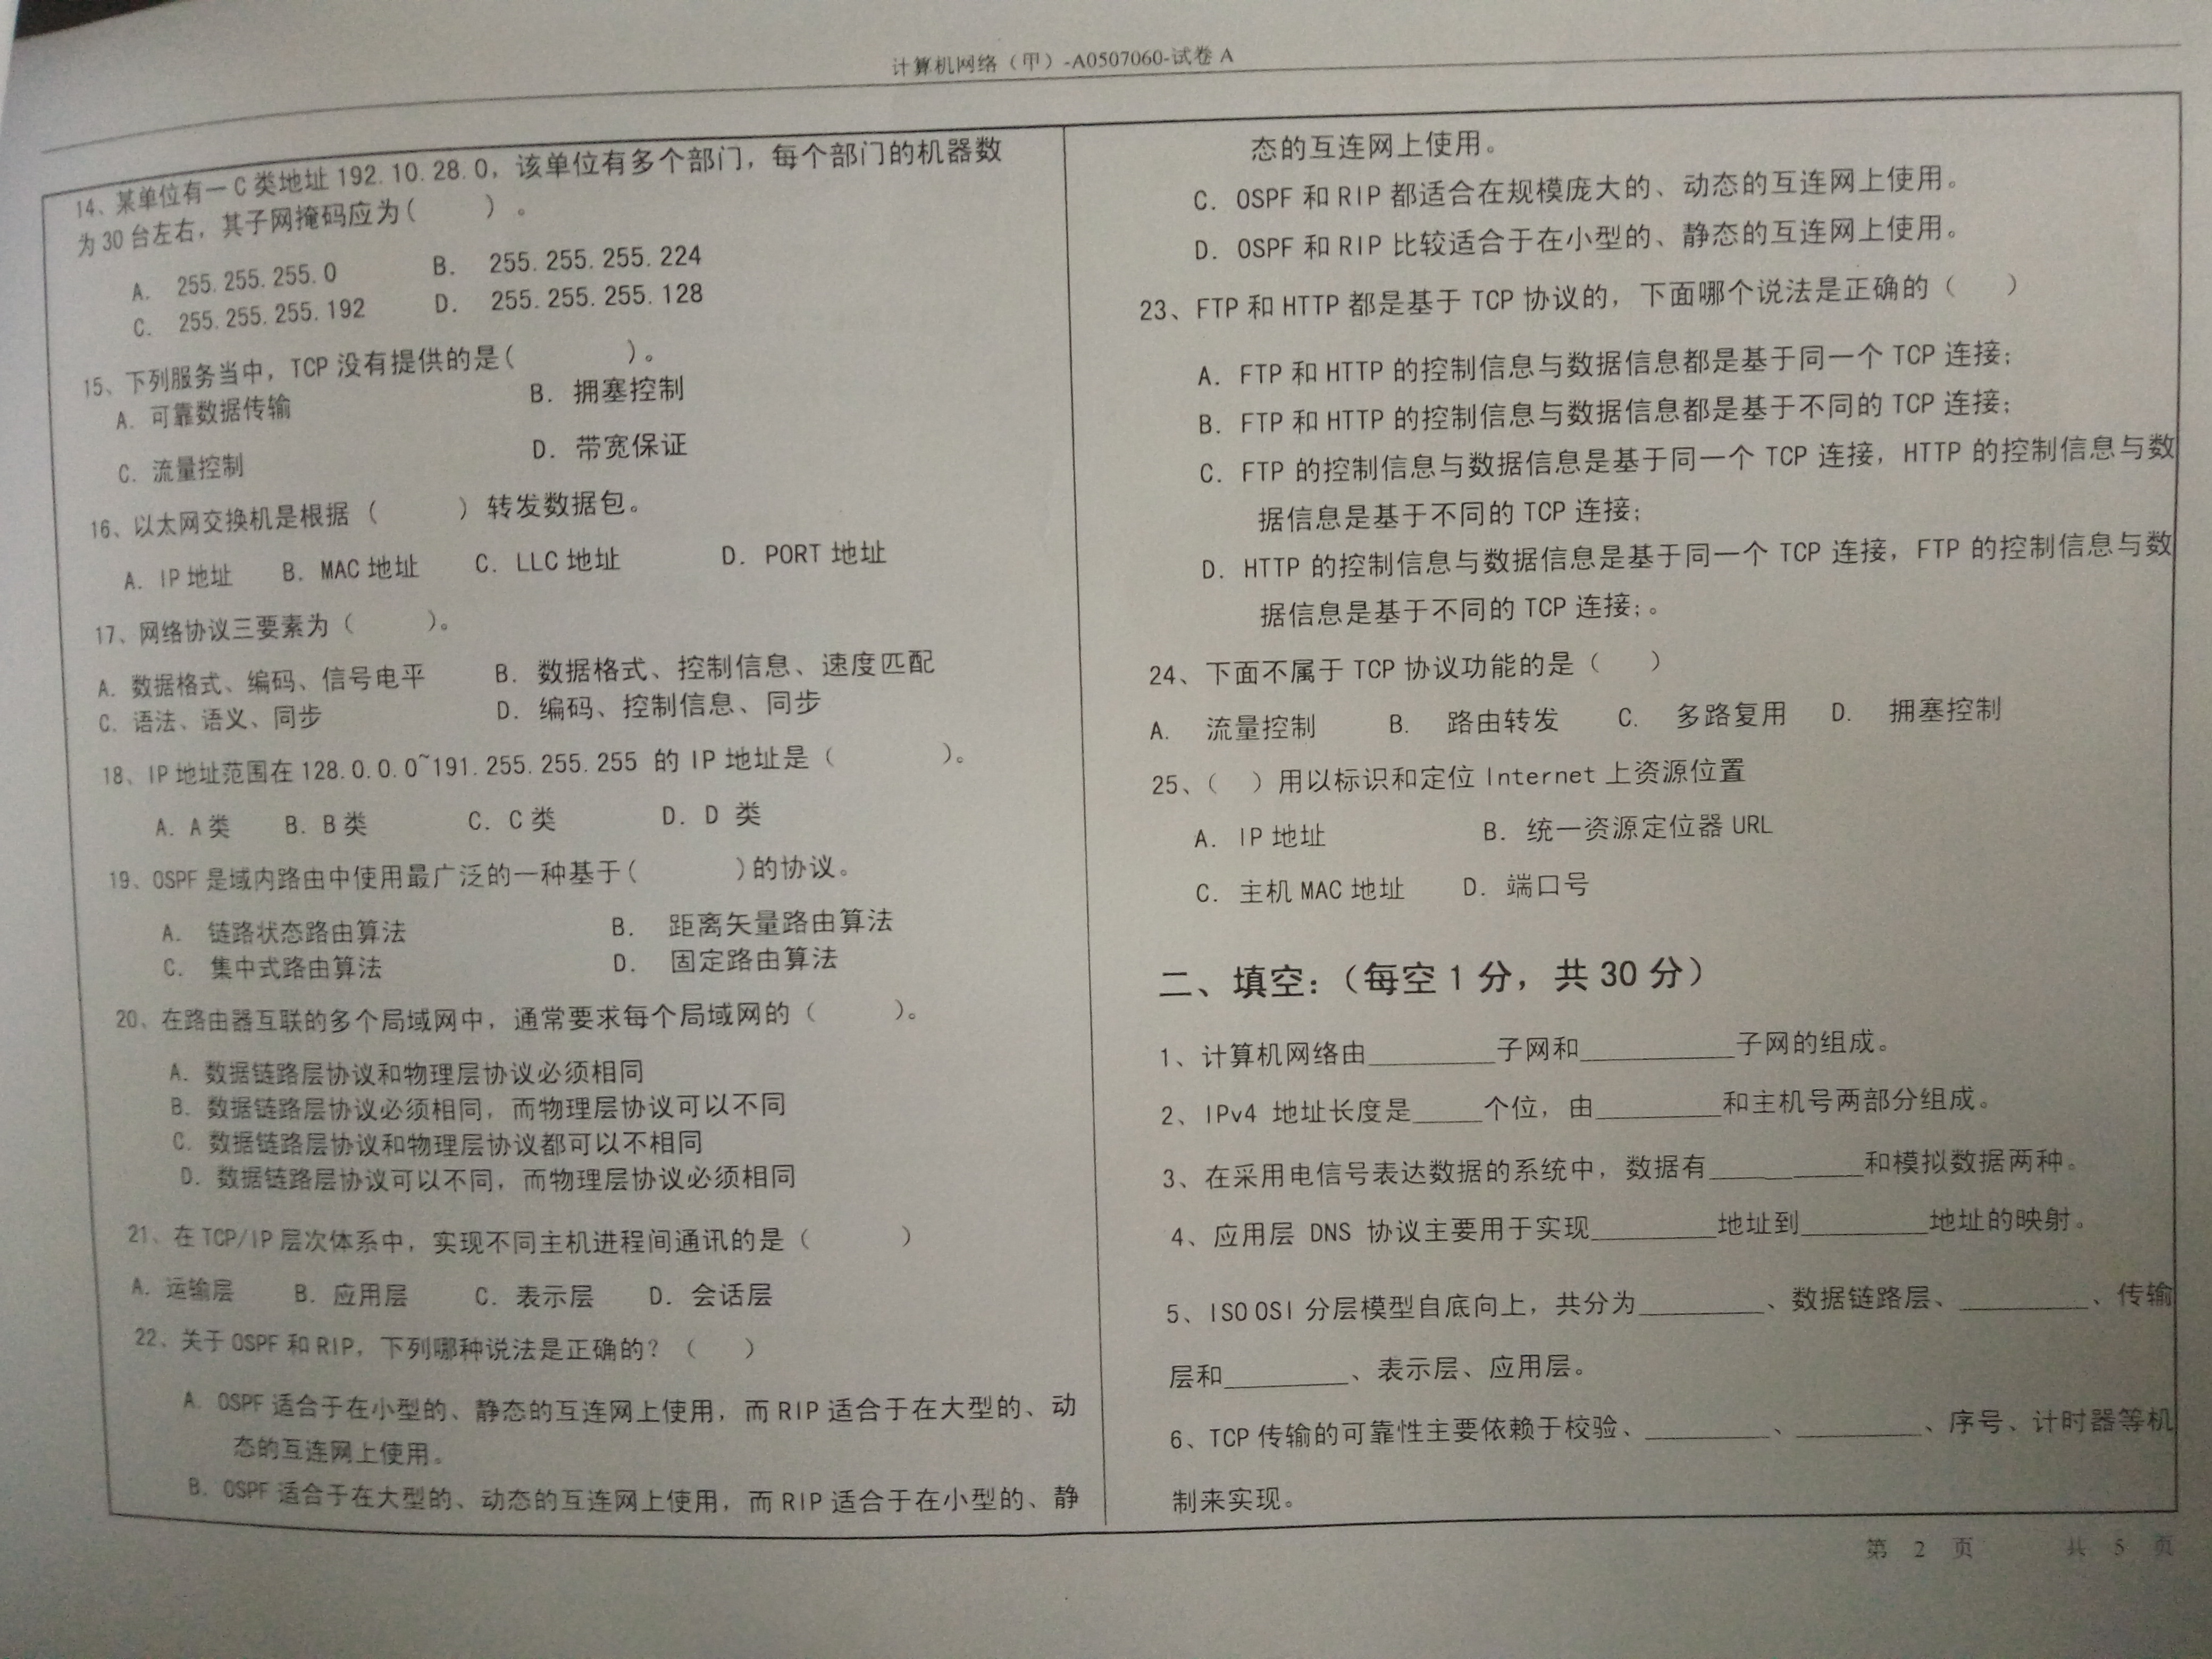 计算机网络（甲）-A0507060-试卷 A
14、某单位有一 C 类地址 192.10.28.0，该单位有多个部门，每个部门的机器数
为 30 台左右，其子网掩码应为（　　）。
A. 255.255.255.0　　B. 255.255.255.224
C. 255.255.255.192　　D. 255.255.255.128
15、下列服务当中，TCP 没有提供的是（　　）。
A. 可靠数据传输　　B. 拥塞控制
C. 流量控制　　D. 带宽保证
16、以太网交换机是根据（　　）转发数据包。
A. IP 地址　B. MAC 地址　C. LLC 地址　D. PORT 地址
17、网络协议三要素为（　　）。
A. 数据格式、编码、信号电平　　B. 数据格式、控制信息、速度匹配
C. 语法、语义、同步　　D. 编码、控制信息、同步
18、IP 地址范围在 128.0.0.0~191.255.255.255 的 IP 地址是（　　）。
A. A 类　B. B 类　C. C 类　D. D 类
19、OSPF 是域内路由中使用最广泛的一种基于（　　）的协议。
A. 链路状态路由算法　　B. 距离矢量路由算法
C. 集中式路由算法　　D. 固定路由算法
20、在路由器互联的多个局域网中，通常要求每个局域网的（　　）。
A. 数据链路层协议和物理层协议必须相同
B. 数据链路层协议必须相同，而物理层协议可以不同
C. 数据链路层协议和物理层协议都可以不相同
D. 数据链路层协议可以不同，而物理层协议必须相同
21、在 TCP/IP 层次体系中，实现不同主机进程间通讯的是（　　）
A. 运输层　B. 应用层　C. 表示层　D. 会话层
22、关于 OSPF 和 RIP，下列哪种说法是正确的？（　　）
A. OSPF 适合于在小型的、静态的互连网上使用，而 RIP 适合于在大型的、动
态的互连网上使用。
B. OSPF 适合于在大型的、动态的互连网上使用，而 RIP 适合于在小型的、静
态的互连网上使用。
C. OSPF 和 RIP 都适合在规模庞大的、动态的互连网上使用。
D. OSPF 和 RIP 比较适合于在小型的、静态的互连网上使用。
23、FTP 和 HTTP 都是基于 TCP 协议的，下面哪个说法是正确的（　　）
A. FTP 和 HTTP 的控制信息与数据信息都是基于同一个 TCP 连接；
B. FTP 和 HTTP 的控制信息与数据信息都是基于不同的 TCP 连接；
C. FTP 的控制信息与数据信息是基于同一个 TCP 连接，HTTP 的控制信息与数
据信息是基于不同的 TCP 连接；
D. HTTP 的控制信息与数据信息是基于同一个 TCP 连接，FTP 的控制信息与数
据信息是基于不同的 TCP 连接；。
24、下面不属于 TCP 协议功能的是（　　）
A. 流量控制　B. 路由转发　C. 多路复用　D. 拥塞控制
25、（　）用以标识和定位 Internet 上资源位置
A. IP 地址　　B. 统一资源定位器 URL
C. 主机 MAC 地址　D. 端口号
二、填空：（每空 1 分，共 30 分）
1、计算机网络由________子网和__________子网的组成。
2、IPv4 地址长度是____个位，由________和主机号两部分组成。
3、在采用电信号表达数据的系统中，数据有__________和模拟数据两种。
4、应用层 DNS 协议主要用于实现________地址到________地址的映射。
5、ISO OSI 分层模型自底向上，共分为________、数据链路层、________、传输
层和________、表示层、应用层。
6、TCP 传输的可靠性主要依赖于校验、________、________、序号、计时器等机
制来实现。
第 2 页　共 5 页